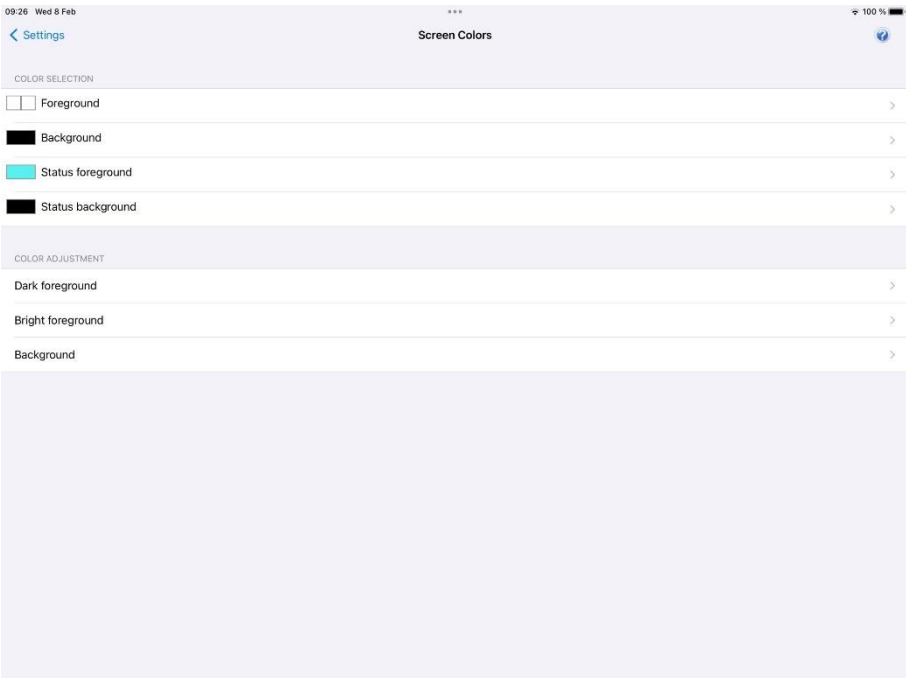 09:26 Wed 8 Feb 100 %
Settings Screen Colors ?
COLOR SELECTION
Foreground
Background
Status foreground
Status background
COLOR ADJUSTMENT
Dark foreground
Bright foreground
Background